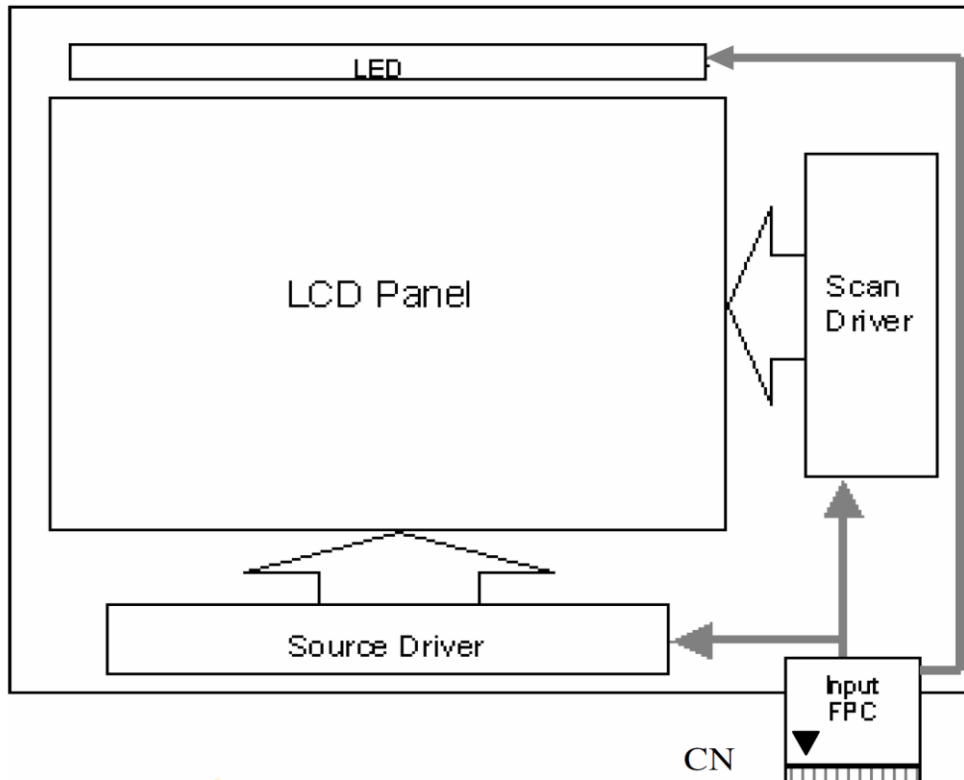 LED
LCD Panel
Scan
Driver
Source Driver
Input
FPC
CN